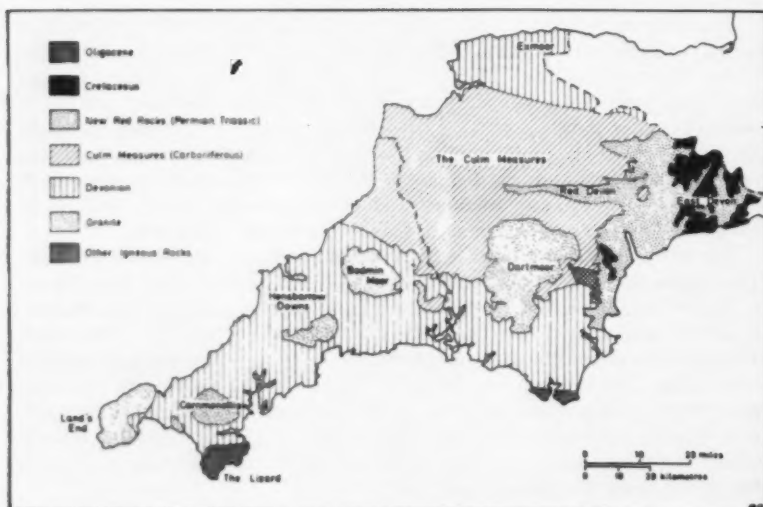 Oligocene
Cretaceous
New Red Rocks (Permian Triassic)
Culm Measures (Carboniferous)
Devonian
Granite
Other Igneous Rocks
Exmoor
The Culm Measures
Red Devon
East Devon
Dartmoor
Bodmin
Moor
Hensbarrow
Downs
Carnmenellis
Land's
End
The Lizard
0 10 20 miles
0 10 20 kilometres